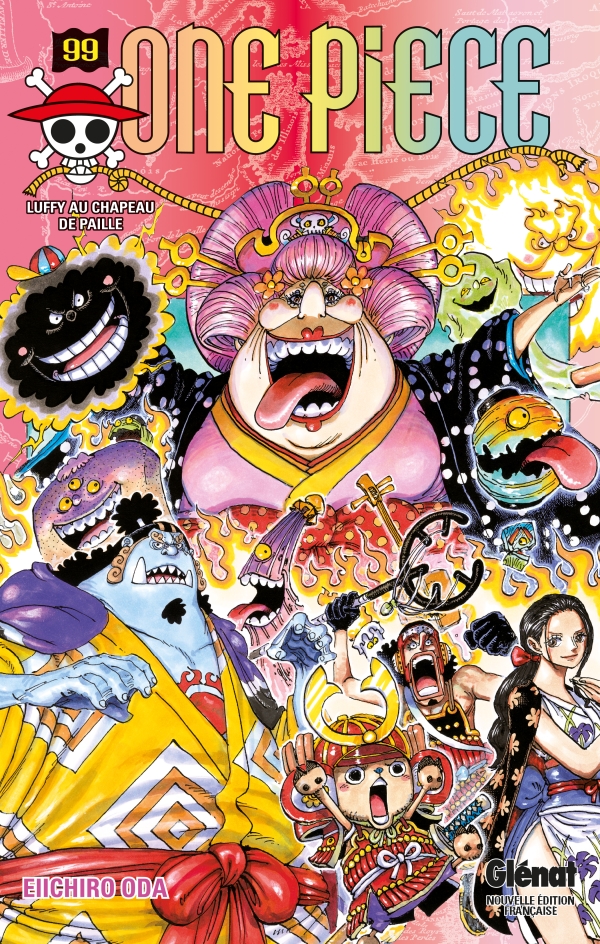 99
ONE PIECE
LUFFY AU CHAPEAU
DE PAILLE
EIICHIRO ODA
Glénat
NOUVELLE ÉDITION
FRANÇAISE